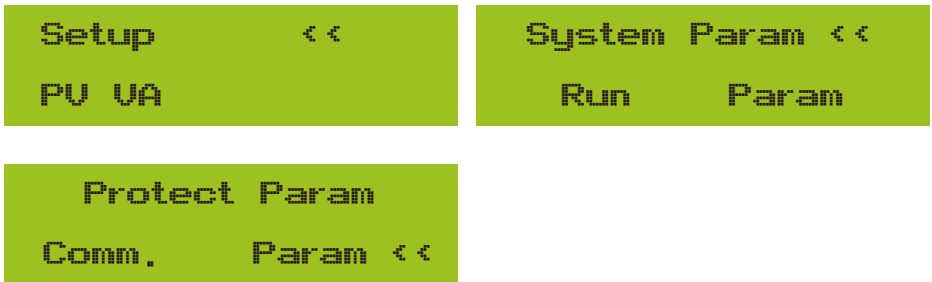 Setup <<
PV VA
System Param <<
Run Param
Protect Param
Comm. Param <<